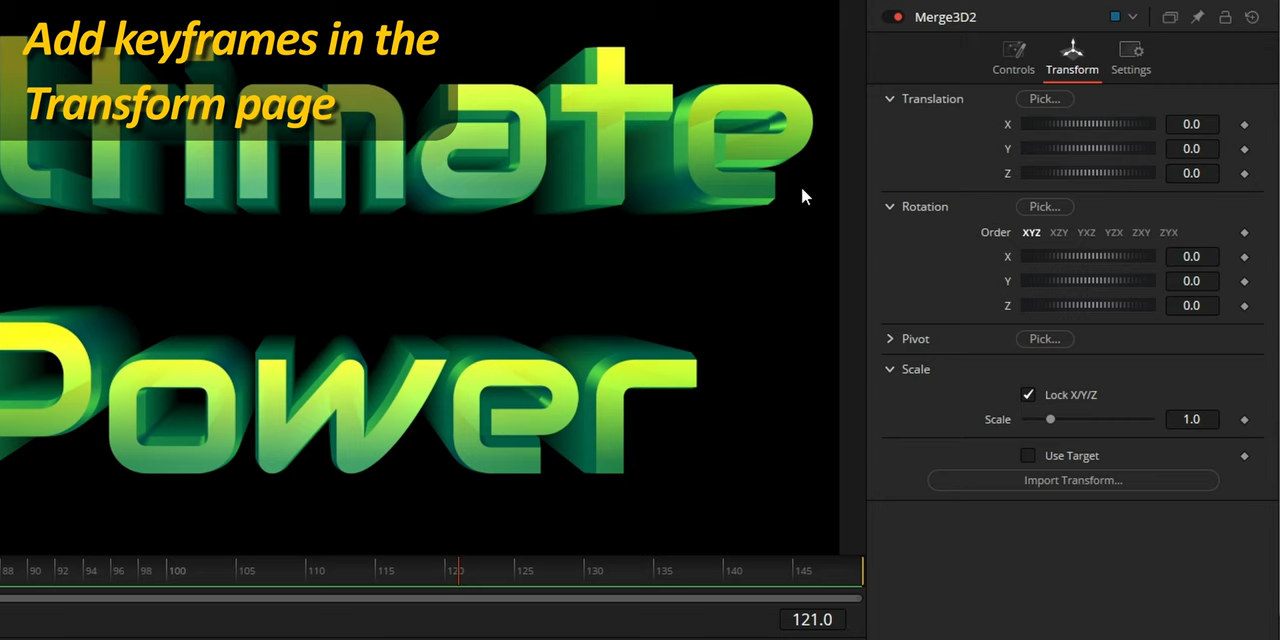 Add keyframes in the
Transform page
ltimate
Power
Merge3D2
Controls Transform Settings
Translation Pick...
X 0.0
Y 0.0
Z 0.0
Rotation Pick...
Order XYZ XZY YXZ YZX ZXY ZYX
X 0.0
Y 0.0
Z 0.0
Pivot Pick...
Scale
Lock X/Y/Z
Scale 1.0
Use Target
Import Transform...
88 90 92 94 96 98 100 105 110 115 120 125 130 135 140 145
121.0